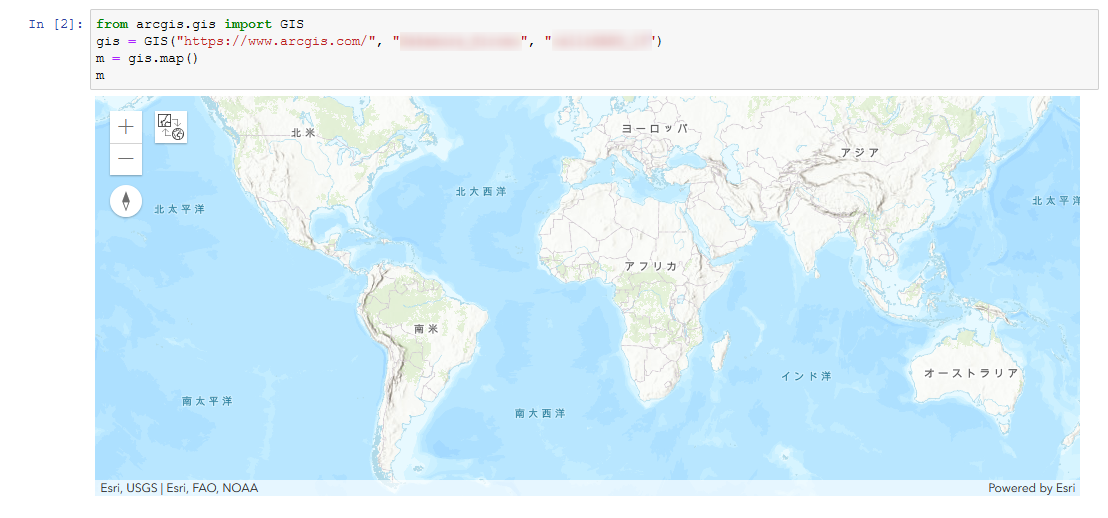 In [2]: from arcgis.gis import GIS
gis = GIS("https://www.arcgis.com/", "", "")
m = gis.map()
m
北米
ヨーロッパ
アジア
北大西洋
北太平洋
北太平洋
アフリカ
南米
インド洋
オーストラリア
南太平洋
南大西洋
Esri, USGS | Esri, FAO, NOAA
Powered by Esri